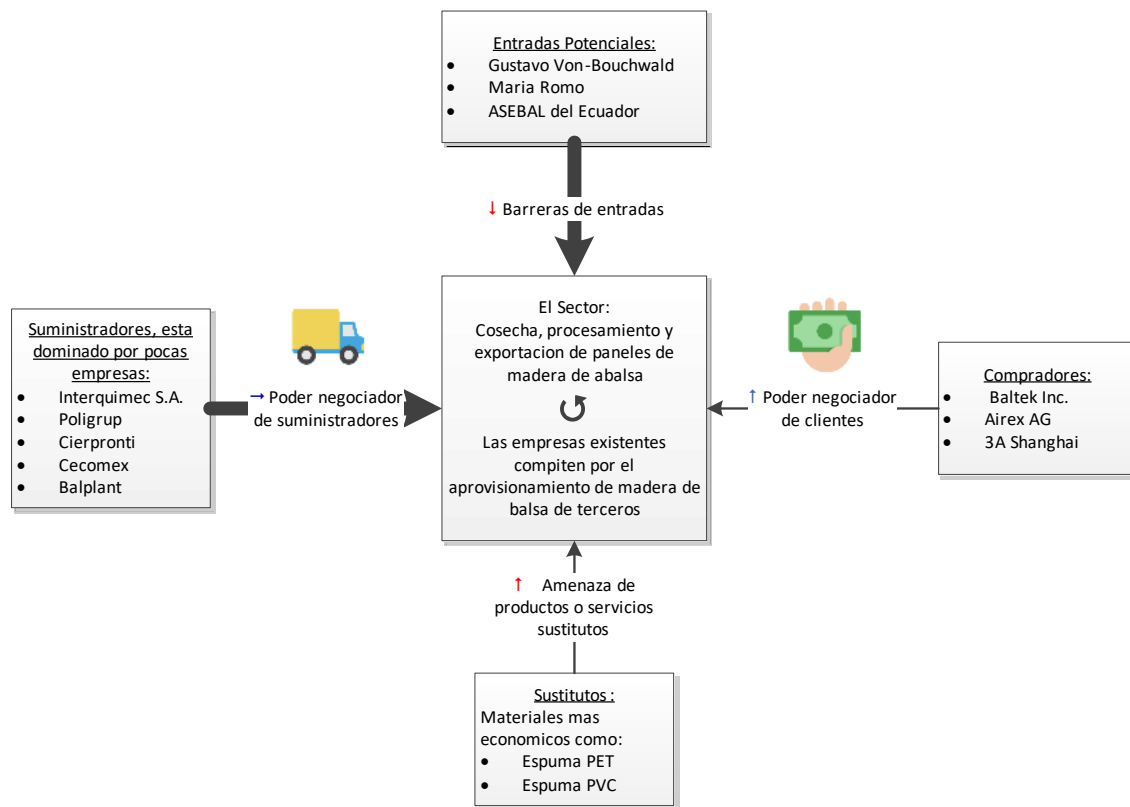 Entradas Potenciales:
• Gustavo Von-Bouchwald
• Maria Romo
• ASEBAL del Ecuador
↓ Barreras de entradas
Suministradores, esta
dominado por pocas
empresas:
• Interquimec S.A.
• Poligrup
• Cierpronti
• Cecomex
• Balplant
→ Poder negociador
de suministradores
El Sector:
Cosecha, procesamiento y
exportacion de paneles de
madera de abalsa
Las empresas existentes
compiten por el
aprovisionamiento de madera de
balsa de terceros
↑ Poder negociador
de clientes
Compradores:
• Baltek Inc.
• Airex AG
• 3A Shanghai
↑ Amenaza de
productos o servicios
sustitutos
Sustitutos :
Materiales mas
economicos como:
• Espuma PET
• Espuma PVC